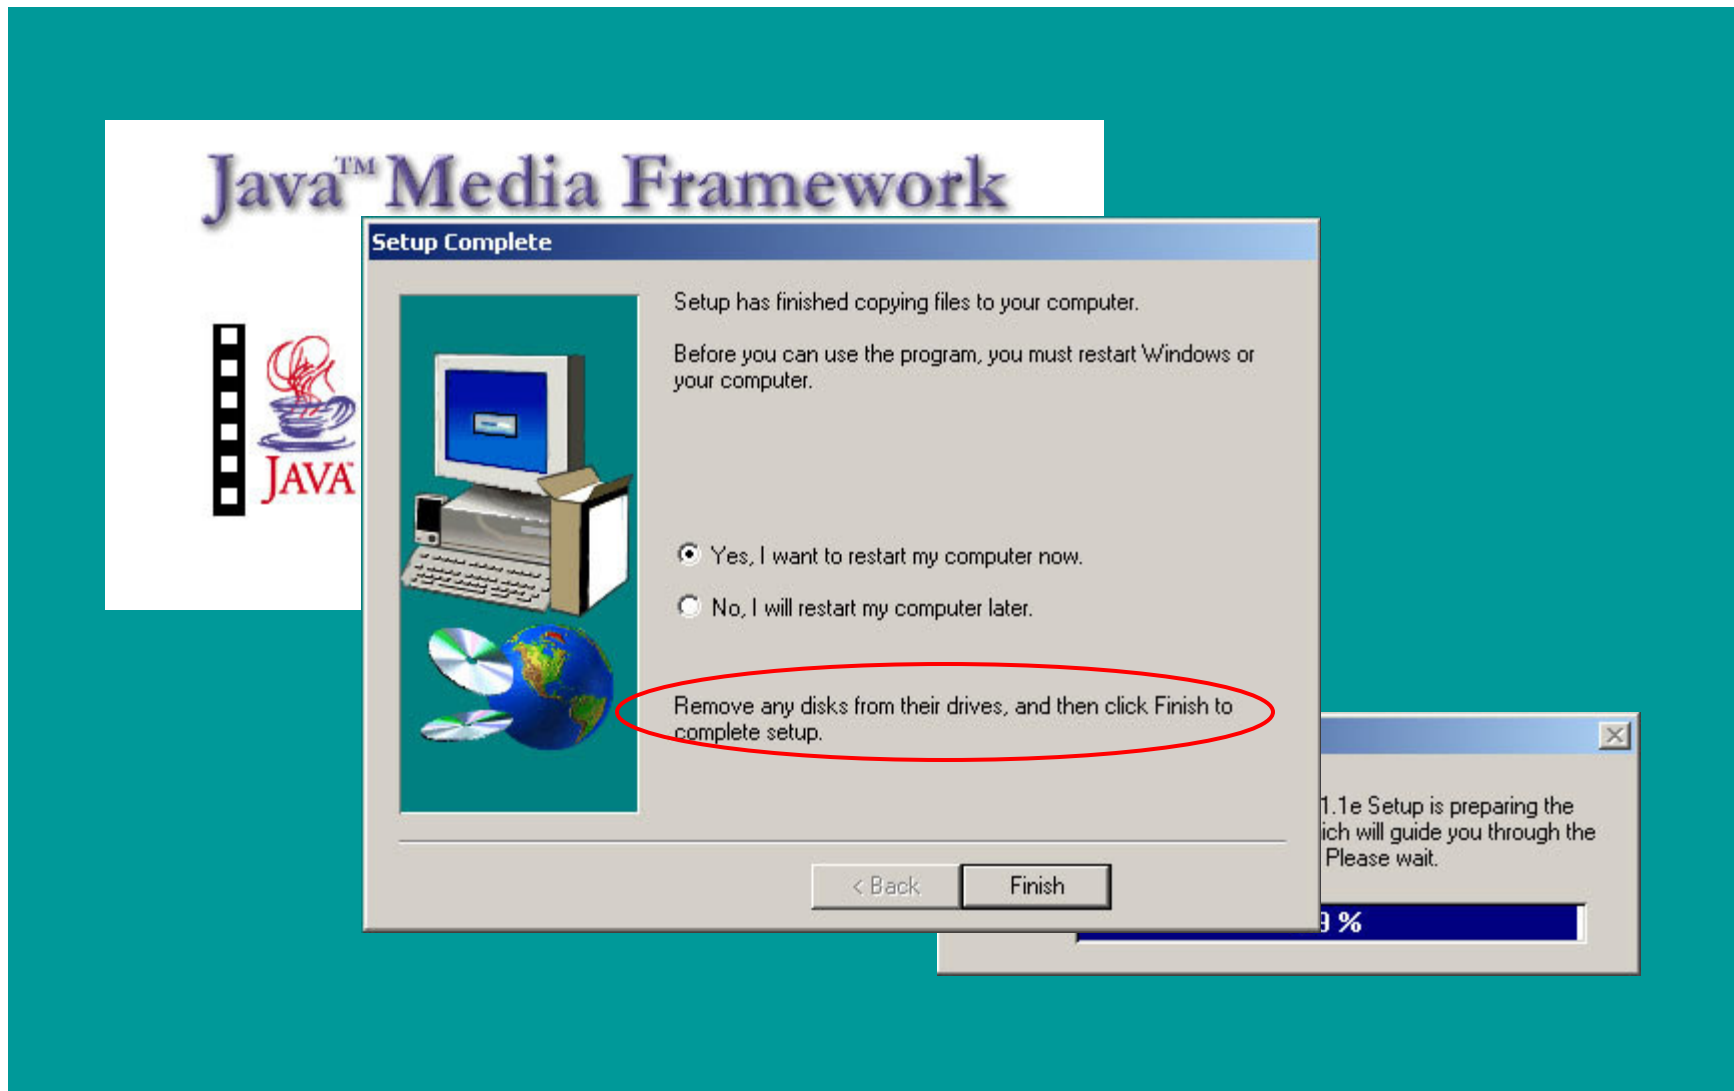 Java™ Media Framework
JAVA
Setup Complete
Setup has finished copying files to your computer.
Before you can use the program, you must restart Windows or
your computer.
Yes, I want to restart my computer now.
No, I will restart my computer later.
Remove any disks from their drives, and then click Finish to
complete setup.
< Back
Finish
1.1e Setup is preparing the
ich will guide you through the
Please wait.
%